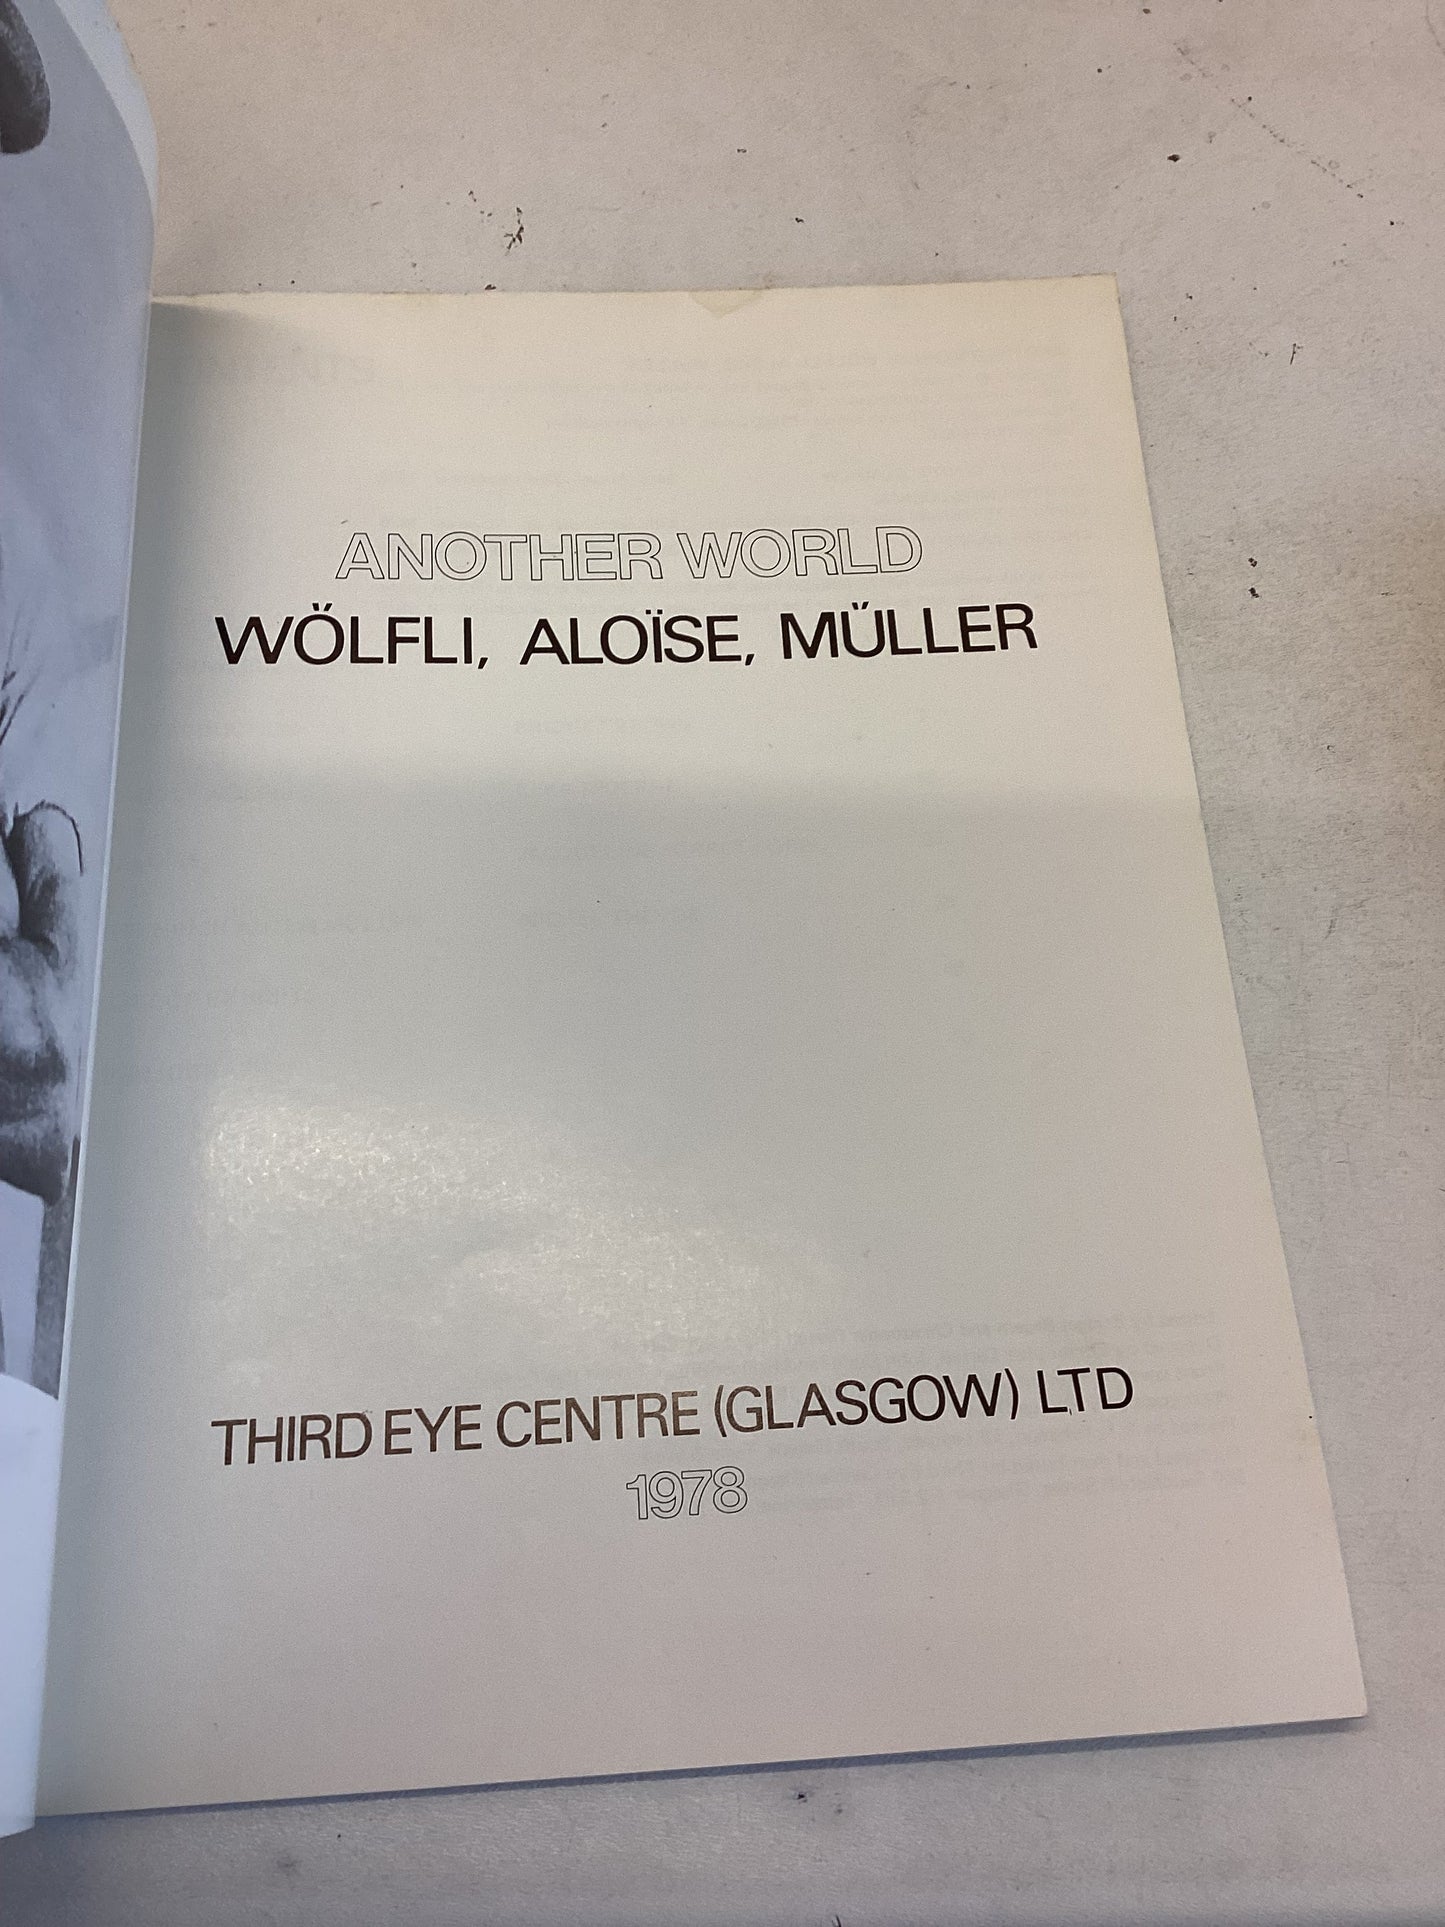 ANOTHER WORLD
WÖLFLI, ALOÏSE, MÜLLER
THIRD EYE CENTRE (GLASGOW) LTD
1978